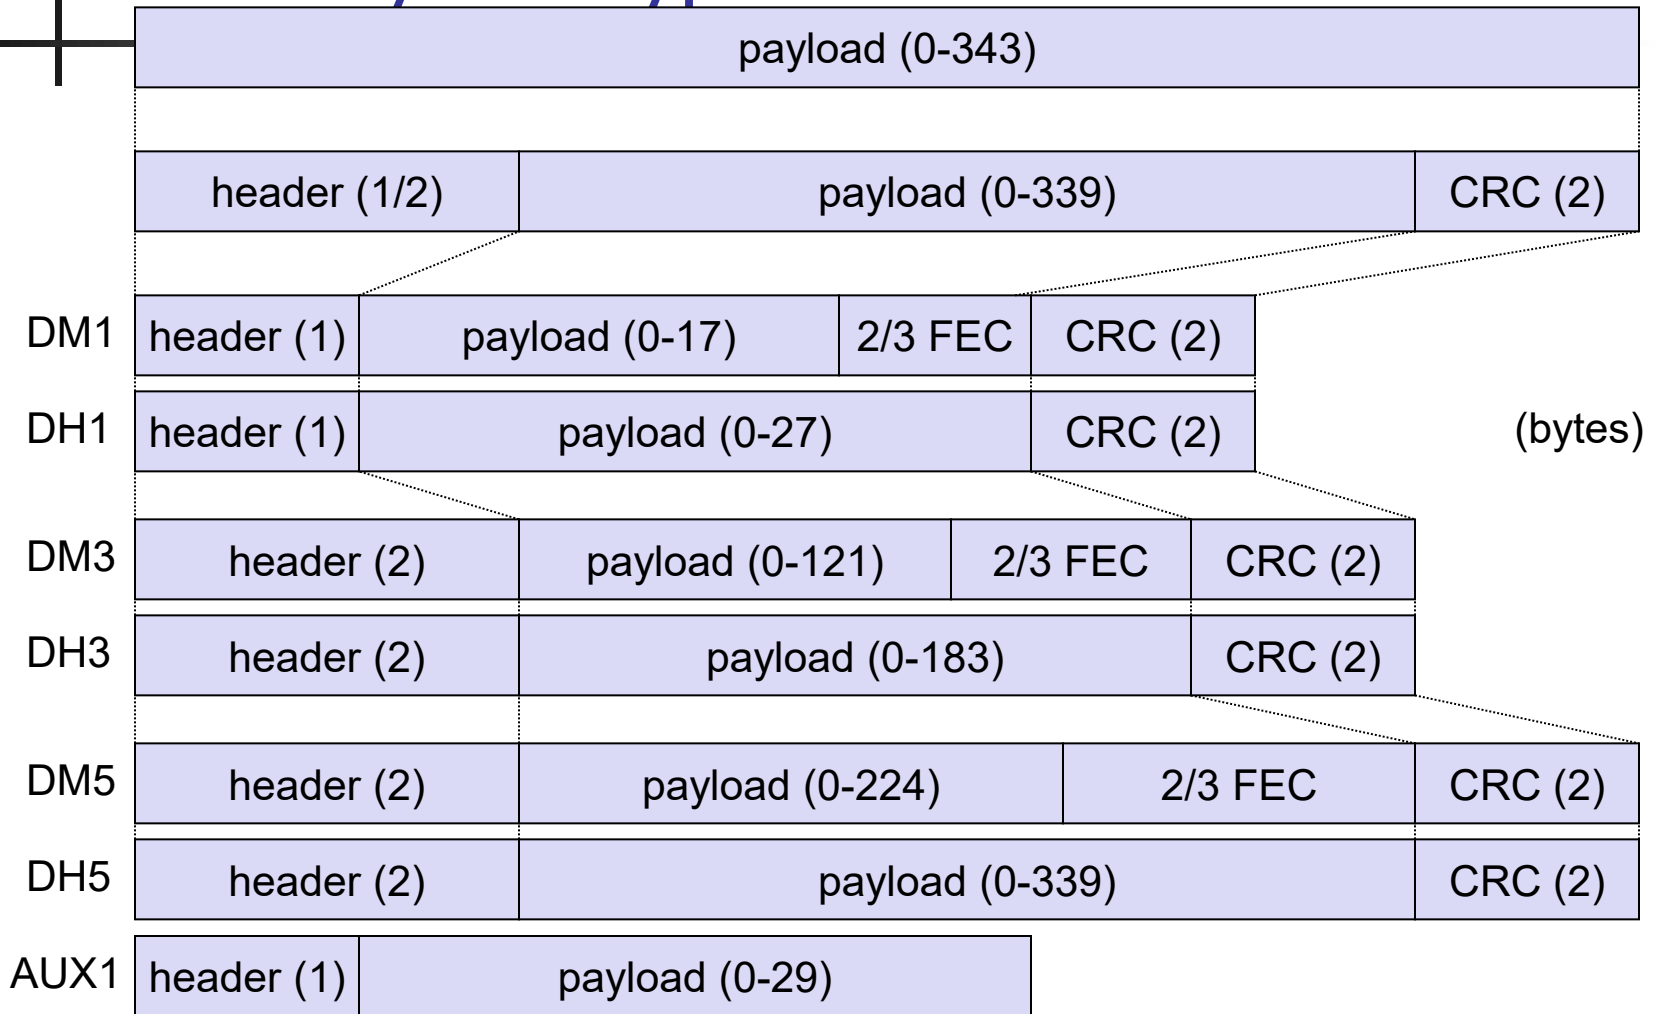 payload (0-343)
header (1/2) payload (0-339) CRC (2)
DM1 header (1) payload (0-17) 2/3 FEC CRC (2)
DH1 header (1) payload (0-27) CRC (2) (bytes)
DM3 header (2) payload (0-121) 2/3 FEC CRC (2)
DH3 header (2) payload (0-183) CRC (2)
DM5 header (2) payload (0-224) 2/3 FEC CRC (2)
DH5 header (2) payload (0-339) CRC (2)
AUX1 header (1) payload (0-29)